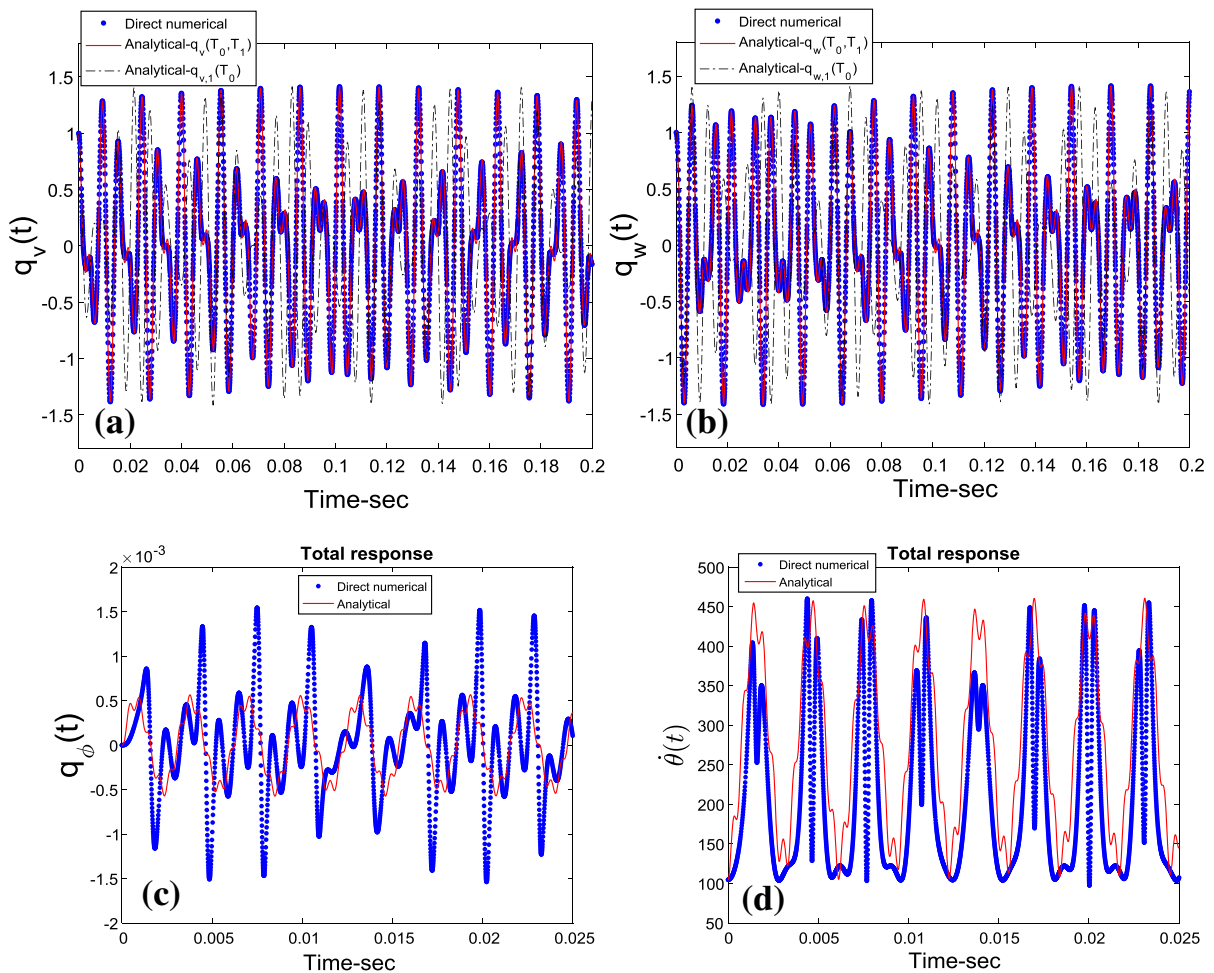 Direct numerical
Analytical-q_v(T_0,T_1)
Analytical-q_{v,1}(T_0)
1.5
1
0.5
0
-0.5
-1
-1.5
q_v(t)
(a)
0 0.02 0.04 0.06 0.08 0.1 0.12 0.14 0.16 0.18 0.2
Time-sec
Direct numerical
Analytical-q_w(T_0,T_1)
Analytical-q_{w,1}(T_0)
1.5
1
0.5
0
-0.5
-1
-1.5
q_w(t)
(b)
0 0.02 0.04 0.06 0.08 0.1 0.12 0.14 0.16 0.18 0.2
Time-sec
Total response
×10^-3
Direct numerical
Analytical
2
1.5
1
0.5
0
-0.5
-1
-1.5
-2
q_ϕ(t)
(c)
0 0.005 0.01 0.015 0.02 0.025
Time-sec
Total response
Direct numerical
Analytical
500
450
400
350
300
250
200
150
100
50
θ̇(t)
(d)
0 0.005 0.01 0.015 0.02 0.025
Time-sec